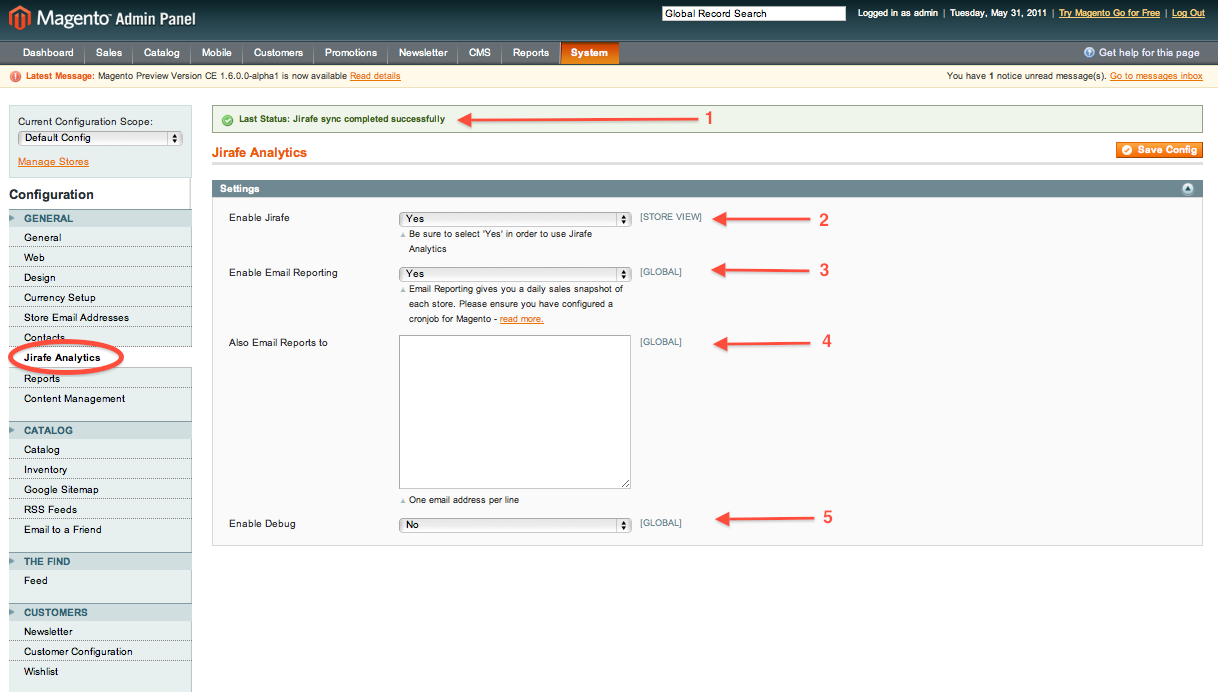 Magento Admin Panel
Global Record Search
Logged in as admin | Tuesday, May 31, 2011 | Try Magento Go for Free | Log Out
Dashboard Sales Catalog Mobile Customers Promotions Newsletter CMS Reports System Get help for this page
Latest Message: Magento Preview Version CE 1.6.0.0-alpha1 is now available Read details
You have 1 notice unread message(s). Go to messages inbox
Current Configuration Scope:
Default Config
Manage Stores
Configuration
GENERAL
General
Web
Design
Currency Setup
Store Email Addresses
Contacts
Jirafe Analytics
Reports
Content Management
CATALOG
Catalog
Inventory
Google Sitemap
RSS Feeds
Email to a Friend
THE FIND
Feed
CUSTOMERS
Newsletter
Customer Configuration
Wishlist
Last Status: Jirafe sync completed successfully 1
Jirafe Analytics
Save Config
Settings
Enable Jirafe Yes [STORE VIEW] 2
Be sure to select 'Yes' in order to use Jirafe
Analytics
Enable Email Reporting Yes [GLOBAL] 3
Email Reporting gives you a daily sales snapshot of
each store. Please ensure you have configured a
cronjob for Magento - read more.
Also Email Reports to [GLOBAL] 4
One email address per line
Enable Debug No [GLOBAL] 5